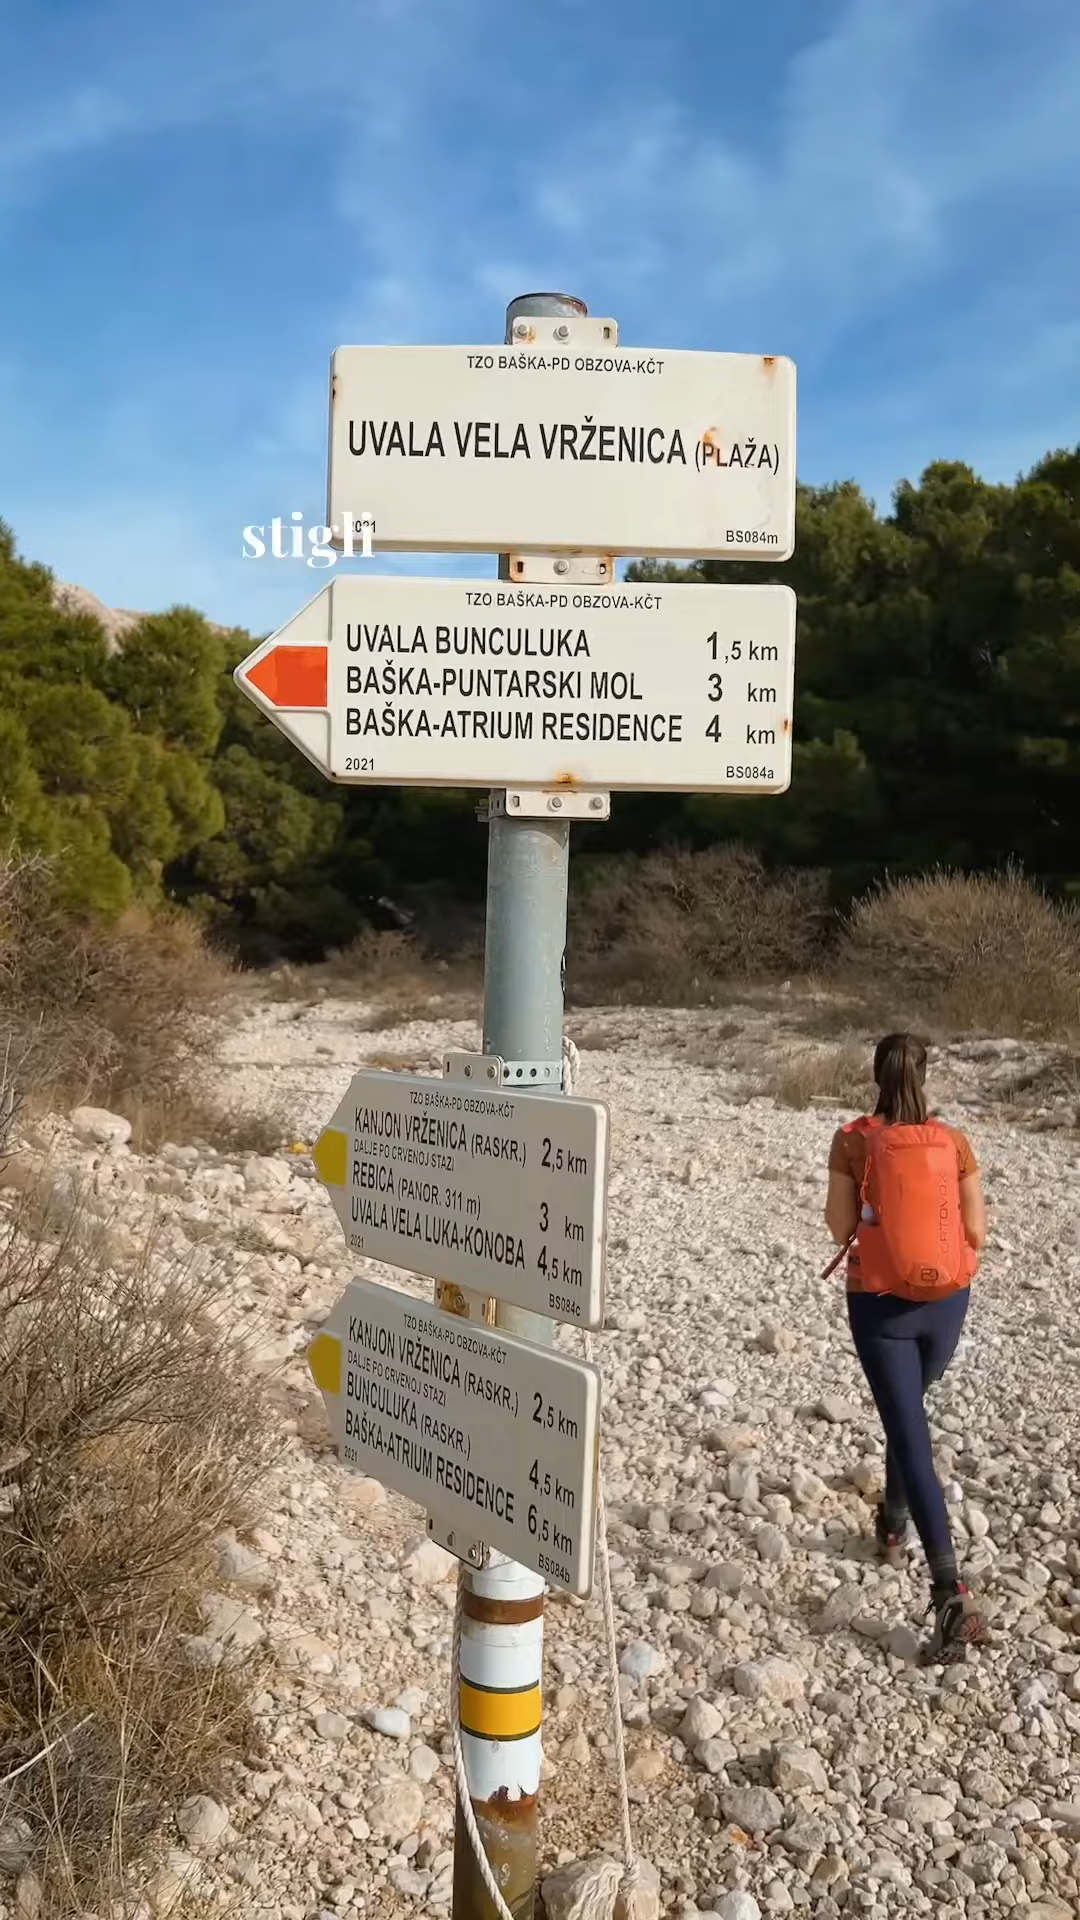 TZO BAŠKA-PD OBZOVA-KČT
UVALA VELA VRŽENICA (PLAŽA)
2021
BS084m
stigli
TZO BAŠKA-PD OBZOVA-KČT
UVALA BUNCULUKA 1,5 km
BAŠKA-PUNTARSKI MOL 3 km
BAŠKA-ATRIUM RESIDENCE 4 km
2021
BS084a
TZO BAŠKA-PD OBZOVA-KČT
KANJON VRŽENICA (RASKR.) 2,5 km
DALJE PO CRVENOJ STAZI
REBICA (PANOR. 311 m) 3 km
UVALA VELA LUKA-KONOBA 4,5 km
2021
BS084c
TZO BAŠKA-PD OBZOVA-KČT
KANJON VRŽENICA (RASKR.) 2,5 km
DALJE PO CRVENOJ STAZI
BUNCULUKA (RASKR.) 4,5 km
BAŠKA-ATRIUM RESIDENCE 6,5 km
2021
BS084b
ORTOVOX